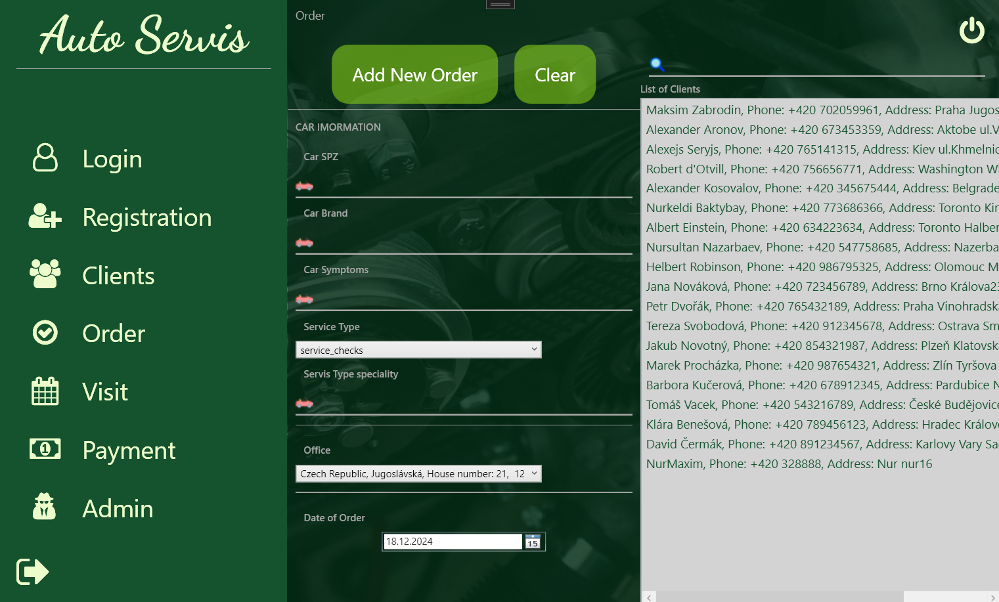 Auto Servis
Login
Registration
Clients
Order
Visit
Payment
Admin
Order
Add New Order
Clear
CAR IMORMATION
Car SPZ
Car Brand
Car Symptoms
Service Type
service_checks
Servis Type speciality
Office
Czech Republic, Jugoslávská, House number: 21, 12
Date of Order
18.12.2024
15
List of Clients
Maksim Zabrodin, Phone: +420 702059961, Address: Praha Jugos
Alexander Aronov, Phone: +420 673453359, Address: Aktobe ul.V
Alexejs Seryjs, Phone: +420 765141315, Address: Kiev ul.Khmelnic
Robert d'Otvill, Phone: +420 756656771, Address: Washington W
Alexander Kosovalov, Phone: +420 345675444, Address: Belgrade
Nurkeldi Baktybay, Phone: +420 773686366, Address: Toronto Kin
Albert Einstein, Phone: +420 634223634, Address: Toronto Halber
Nursultan Nazarbaev, Phone: +420 547758685, Address: Nazerba
Helbert Robinson, Phone: +420 986795325, Address: Olomouc M
Jana Nováková, Phone: +420 723456789, Address: Brno Králova23
Petr Dvořák, Phone: +420 765432189, Address: Praha Vinohradska
Tereza Svobodová, Phone: +420 912345678, Address: Ostrava Sm
Jakub Novotný, Phone: +420 854321987, Address: Plzeň Klatovska
Marek Procházka, Phone: +420 987654321, Address: Zlín Tyršova
Barbora Kučerová, Phone: +420 678912345, Address: Pardubice N
Tomáš Vacek, Phone: +420 543216789, Address: České Budějovice
Klára Benešová, Phone: +420 789456123, Address: Hradec Králove
David Čermák, Phone: +420 891234567, Address: Karlovy Vary Sa
NurMaxim, Phone: +420 328888, Address: Nur nur16